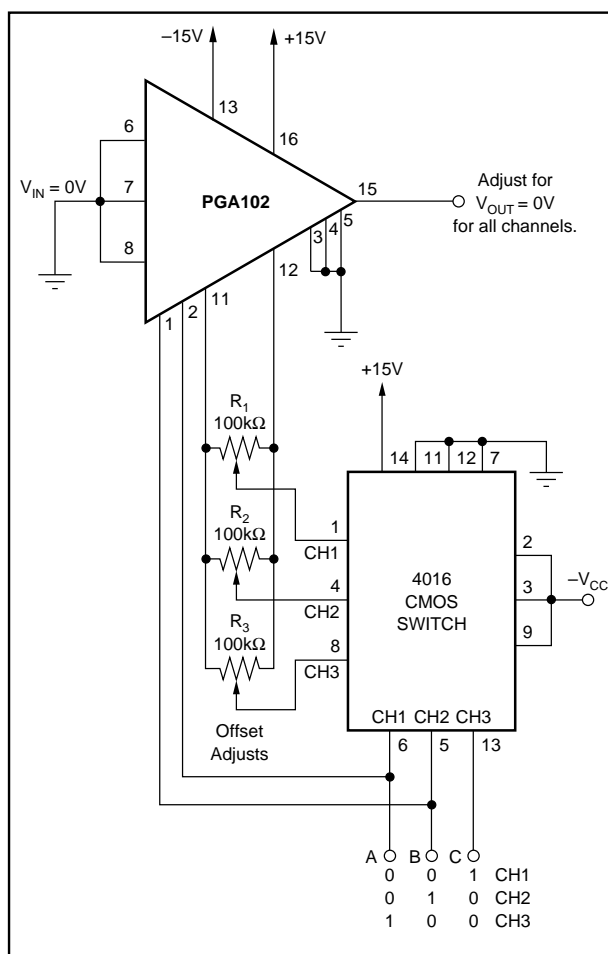 –15V
+15V
13
16
6
V_IN = 0V
7
8
PGA102
15
Adjust for
V_OUT = 0V
for all channels.
5
4
3
12
11
2
1
+15V
R_1
100kΩ
14 11 12 7
R_2
100kΩ
1
CH1
4
CH2
R_3
100kΩ
8
CH3
4016
CMOS
SWITCH
2
3
9
–V_CC
Offset
Adjusts
CH1 CH2 CH3
6 5 13
A B C
0 0 1 CH1
0 1 0 CH2
1 0 0 CH3